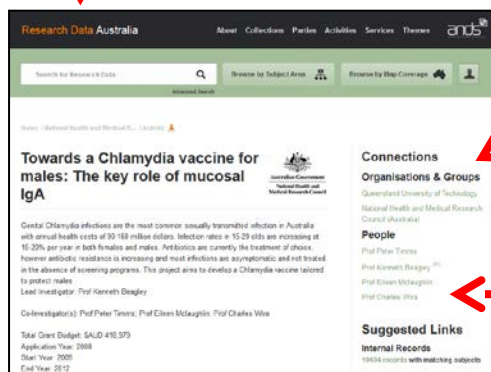 Research Data Australia
About Collections Parties Activities Services Themes
ands
Search for Research Data
Browse by Subject Area
Browse by Map Coverage
Advanced Search
Home / National Health and Medical R... / Activity
Towards a Chlamydia vaccine for
males: The key role of mucosal
IgA
Australian Government
National Health and
Medical Research Council
Genital Chlamydia infections are the most common sexually transmitted infection in Australia
with annual health costs of 90-160 million dollars. Infection rates in 15-29 olds are increasing at
15-20% per year in both females and males. Antibiotics are currently the treatment of choice,
however antibiotic resistance is increasing and most infections are asymptomatic and not treated
in the absence of screening programs. This project aims to develop a Chlamydia vaccine tailored
to protect males
Lead Investigator: Prof Kenneth Beagley
Co-Investigator(s): Prof Peter Timms; Prof Eileen Mclaughlin; Prof Charles Wira
Total Grant Budget: $AUD 418,979
Application Year: 2008
Start Year: 2009
End Year: 2012
Connections
Organisations & Groups
Queensland University of Technology
National Health and Medical Research
Council (Australia)
People
Prof Peter Timms
Prof Kenneth Beagley
Prof Eileen Mclaughlin
Prof Charles Wira
Suggested Links
Internal Records
records with matching subjects